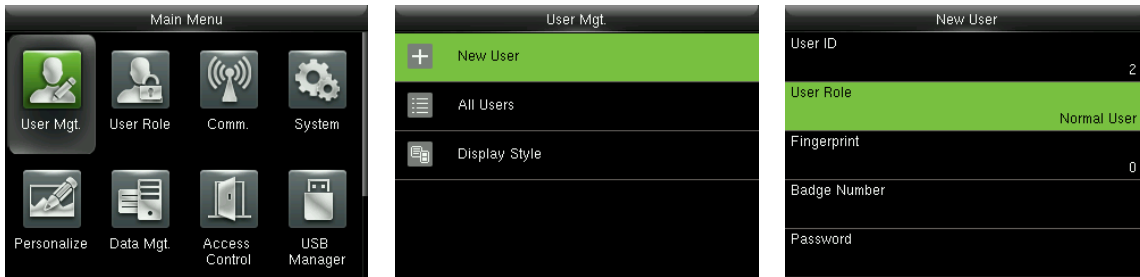 Main Menu
User Mgt.
User Role
Comm.
System
Personalize
Data Mgt.
Access
Control
USB
Manager
User Mgt.
New User
All Users
Display Style
New User
User ID
2
User Role
Normal User
Fingerprint
0
Badge Number
Password